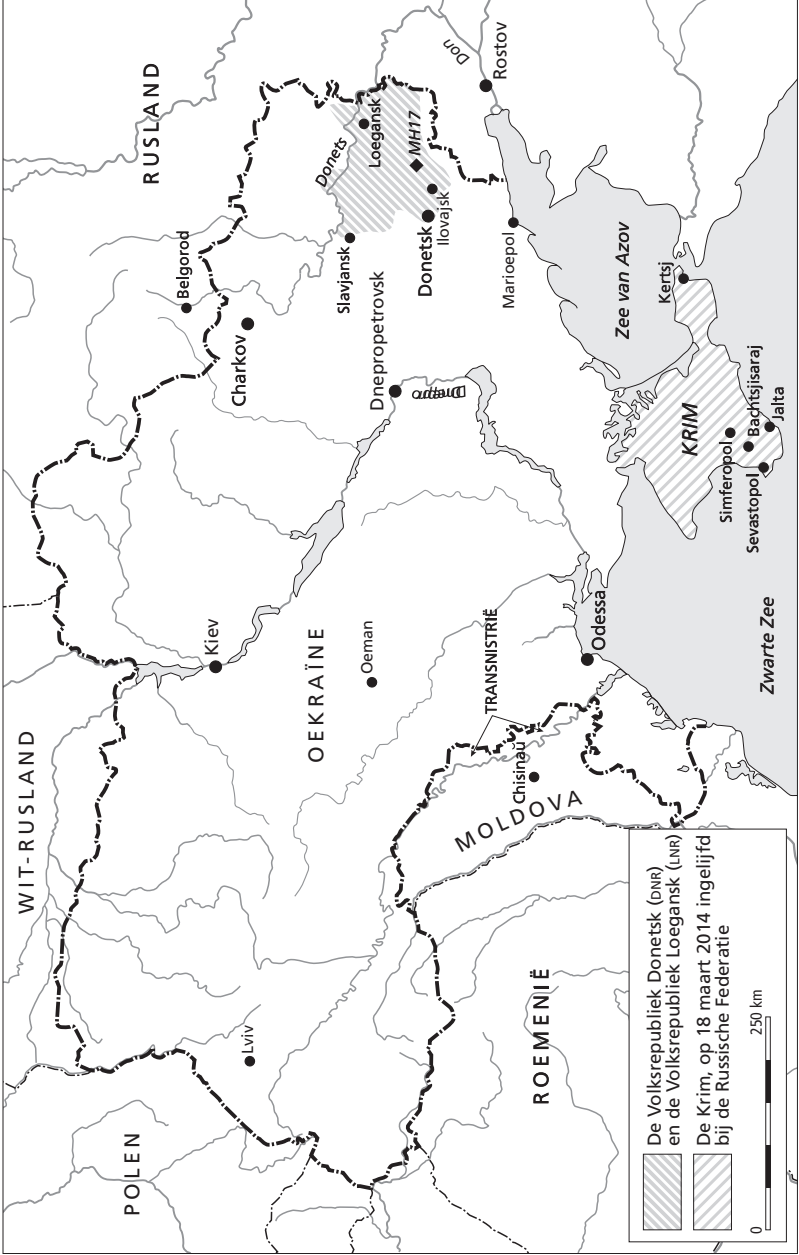 WIT-RUSLAND
RUSLAND
POLEN
Belgorod
Kiev
Charkov
Lviv
OEKRAÏNE
Donets
Slavjansk
Loegansk
MH17
Don
Oeman
Dnepropetrovsk
Dnepro
Donetsk
Ilovajsk
Rostov
TRANSNISTRIË
Chisinaŭ
MOLDOVA
Marioepol
ROEMENIË
Odessa
Zee van Azov
Kertsj
KRIM
Simferopol
Bachtsjisaraj
Sevastopol
Jalta
Zwarte Zee
De Volksrepubliek Donetsk (DNR)
en de Volksrepubliek Loegansk (LNR)
De Krim, op 18 maart 2014 ingelijfd
bij de Russische Federatie
0 250 km